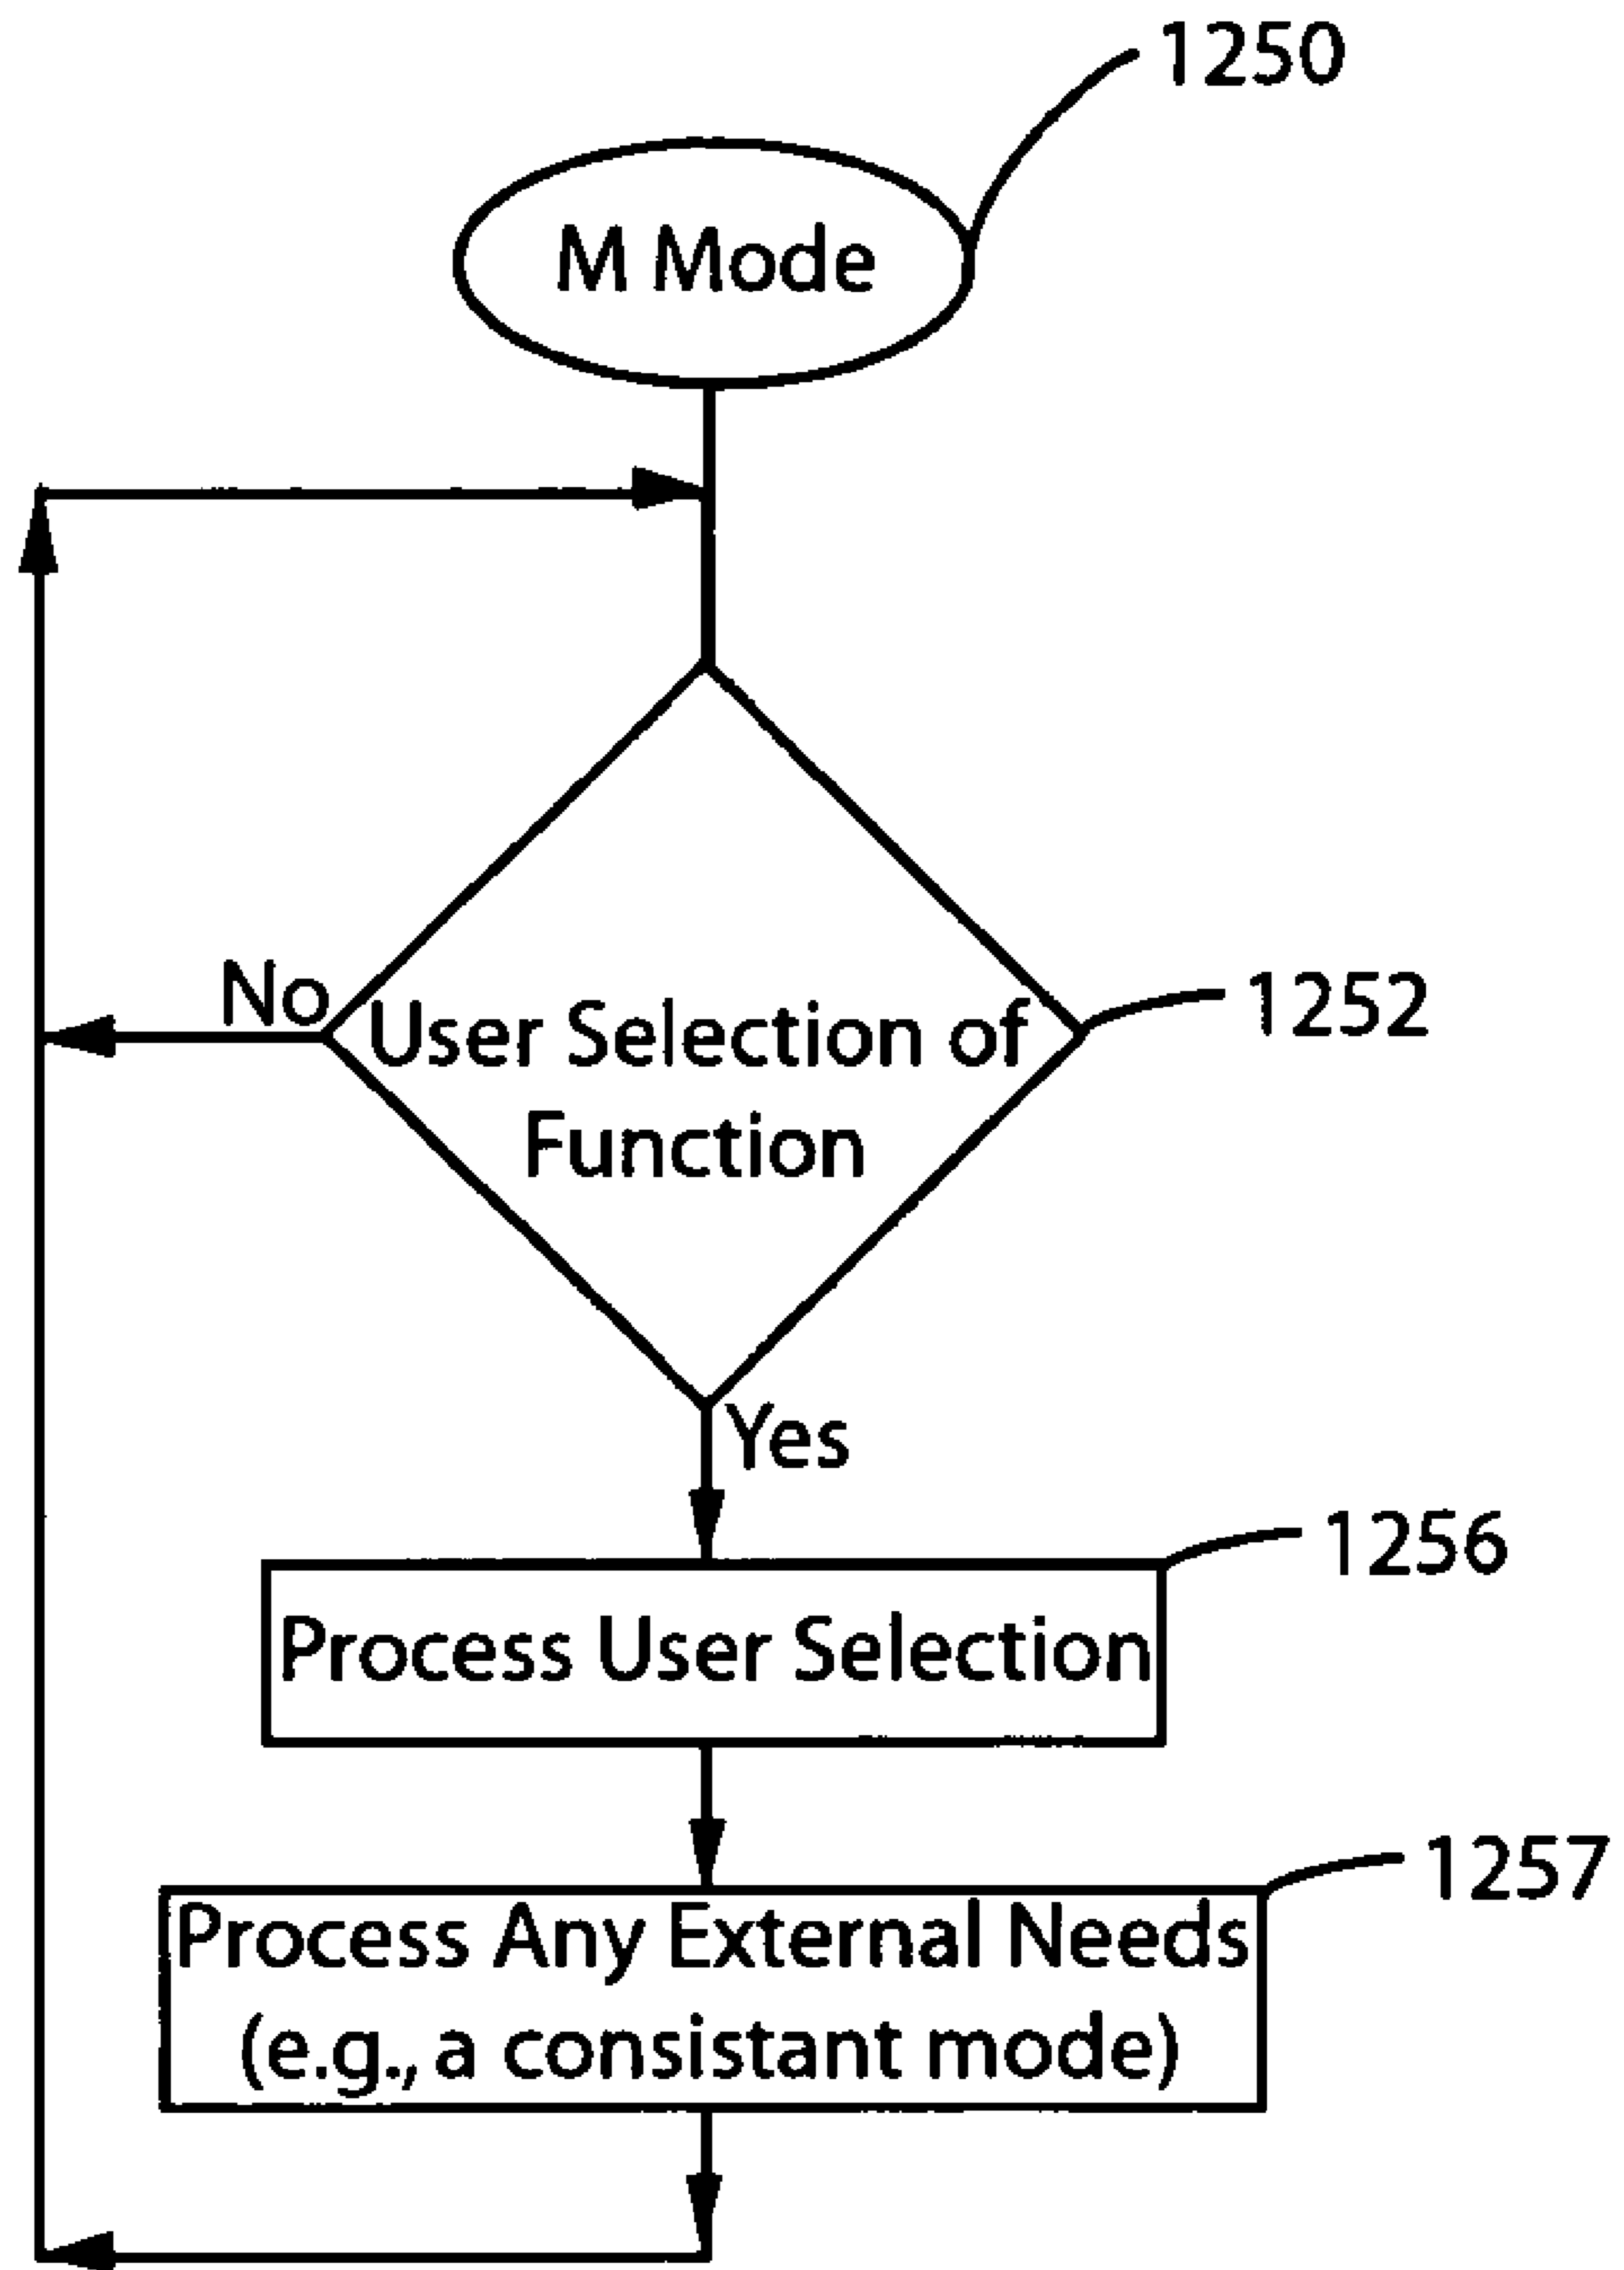 1250
M Mode
No
User Selection of
1252
Function
Yes
1256
Process User Selection
1257
Process Any External Needs
(e.g., a consistant mode)